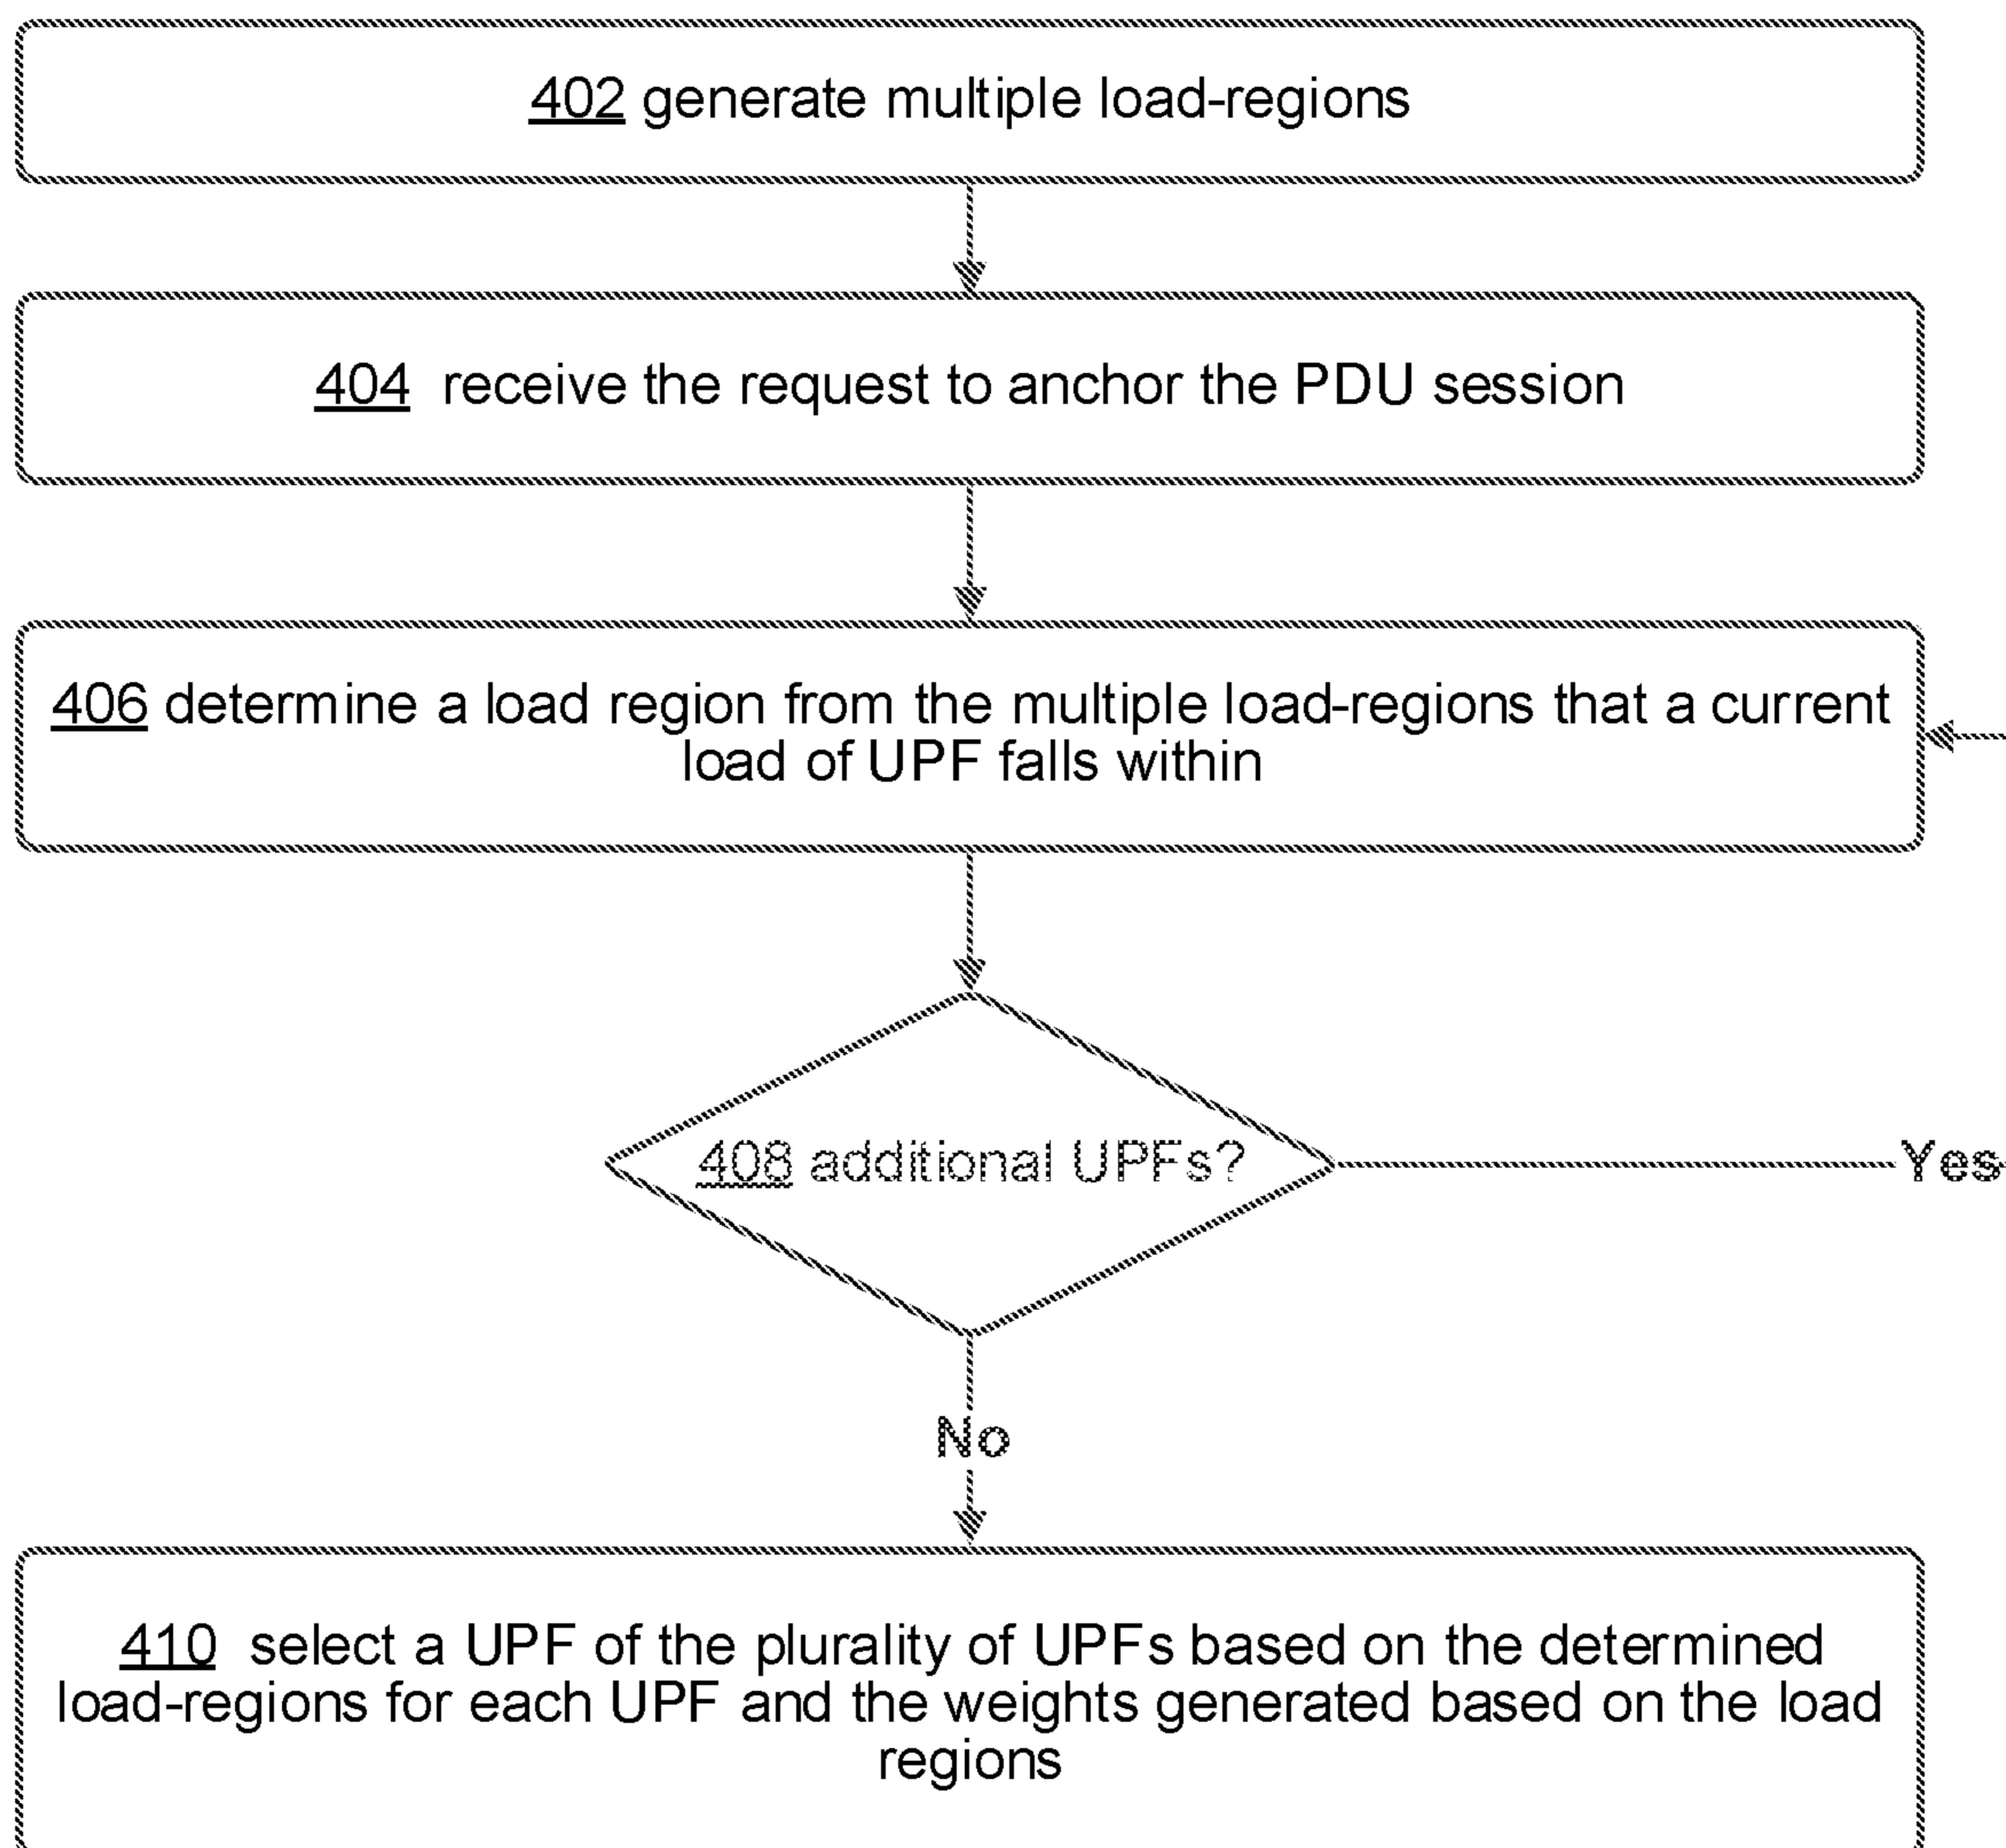 402 generate multiple load-regions
404 receive the request to anchor the PDU session
406 determine a load region from the multiple load-regions that a current
load of UPF falls within
408 additional UPFs?
Yes
No
410 select a UPF of the plurality of UPFs based on the determined
load-regions for each UPF and the weights generated based on the load
regions